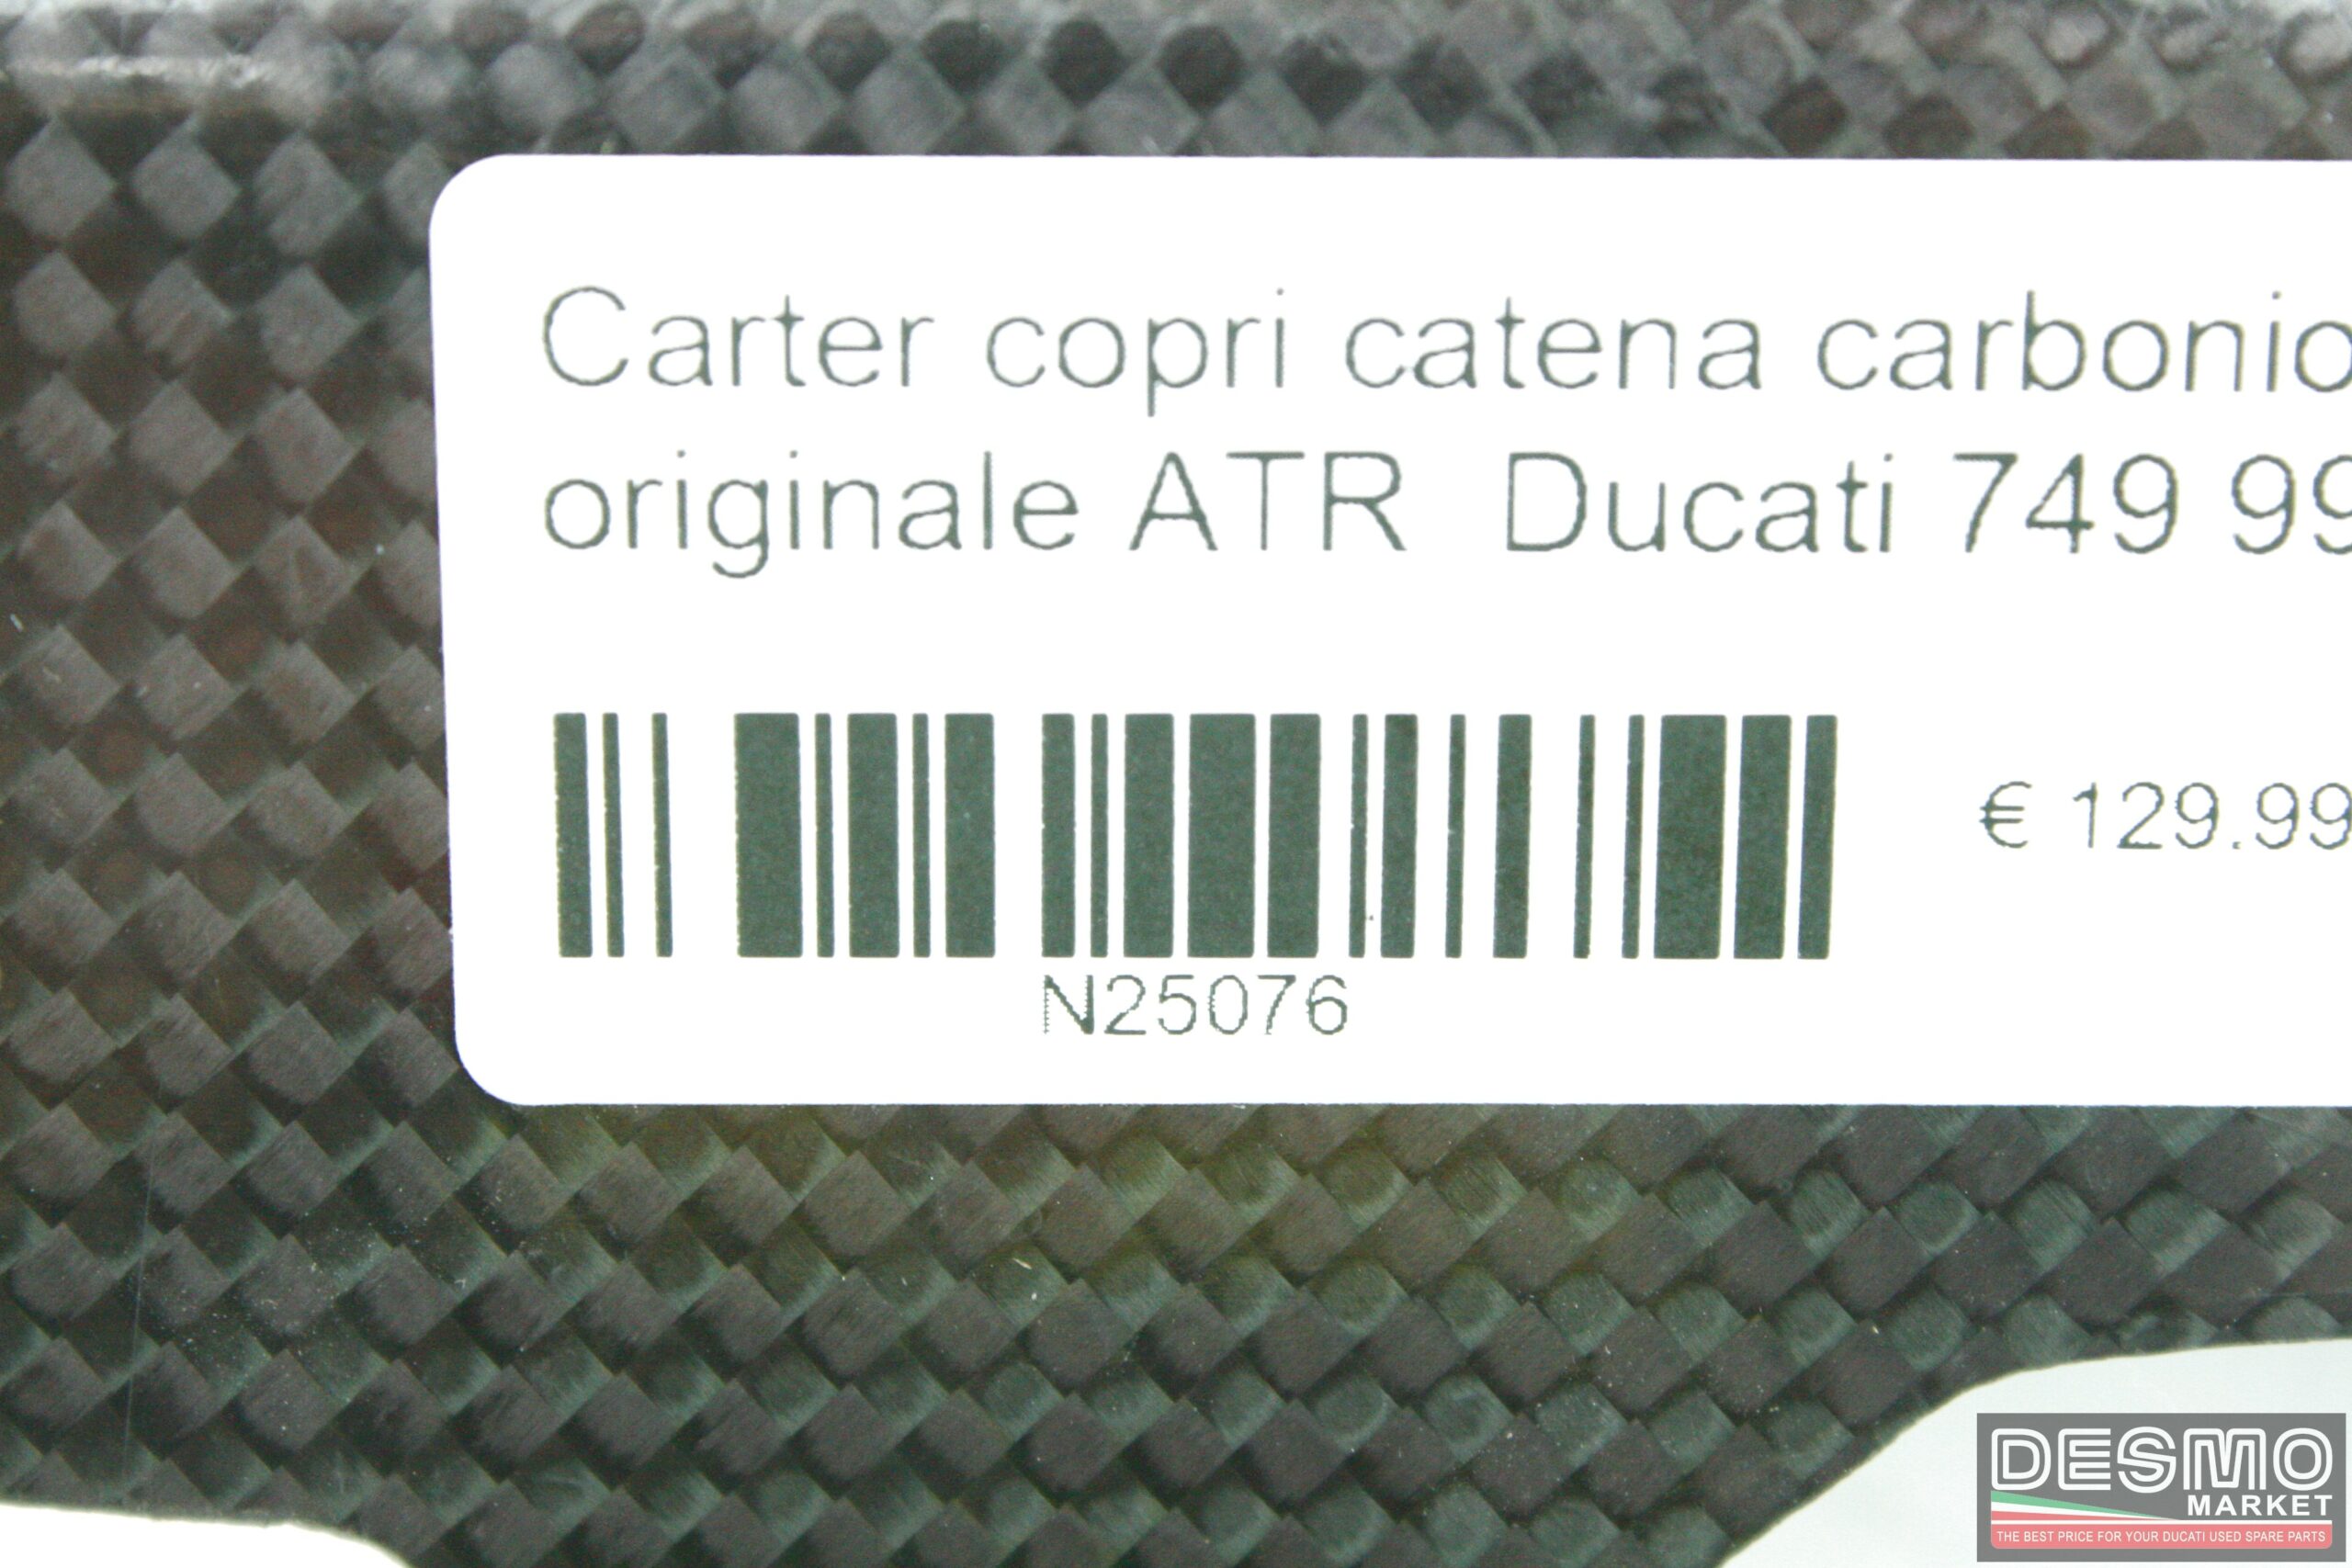 Carter copri catena carbonio
originale ATR Ducati 749 99
€ 129.99
N25076
DESMO
MARKET
THE BEST PRICE FOR YOUR DUCATI USED SPARE PARTS